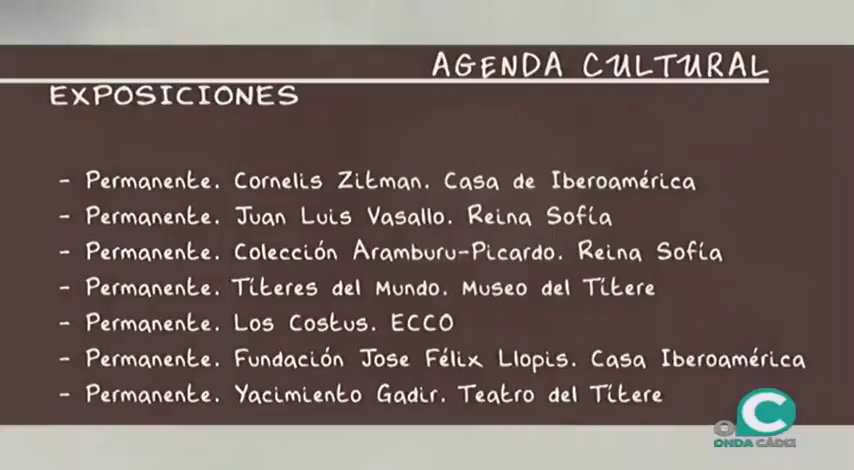 AGENDA CULTURAL
EXPOSICIONES
- Permanente. Cornelis Zitman. Casa de Iberoamérica
- Permanente. Juan Luis Vasallo. Reina Sofía
- Permanente. Colección Aramburu-Picardo. Reina Sofía
- Permanente. Títeres del Mundo. Museo del Títere
- Permanente. Los Costus. ECCO
- Permanente. Fundación Jose Félix Llopis. Casa Iberoamérica
- Permanente. Yacimiento Gadir. Teatro del Títere
ONDA CÁDIZ